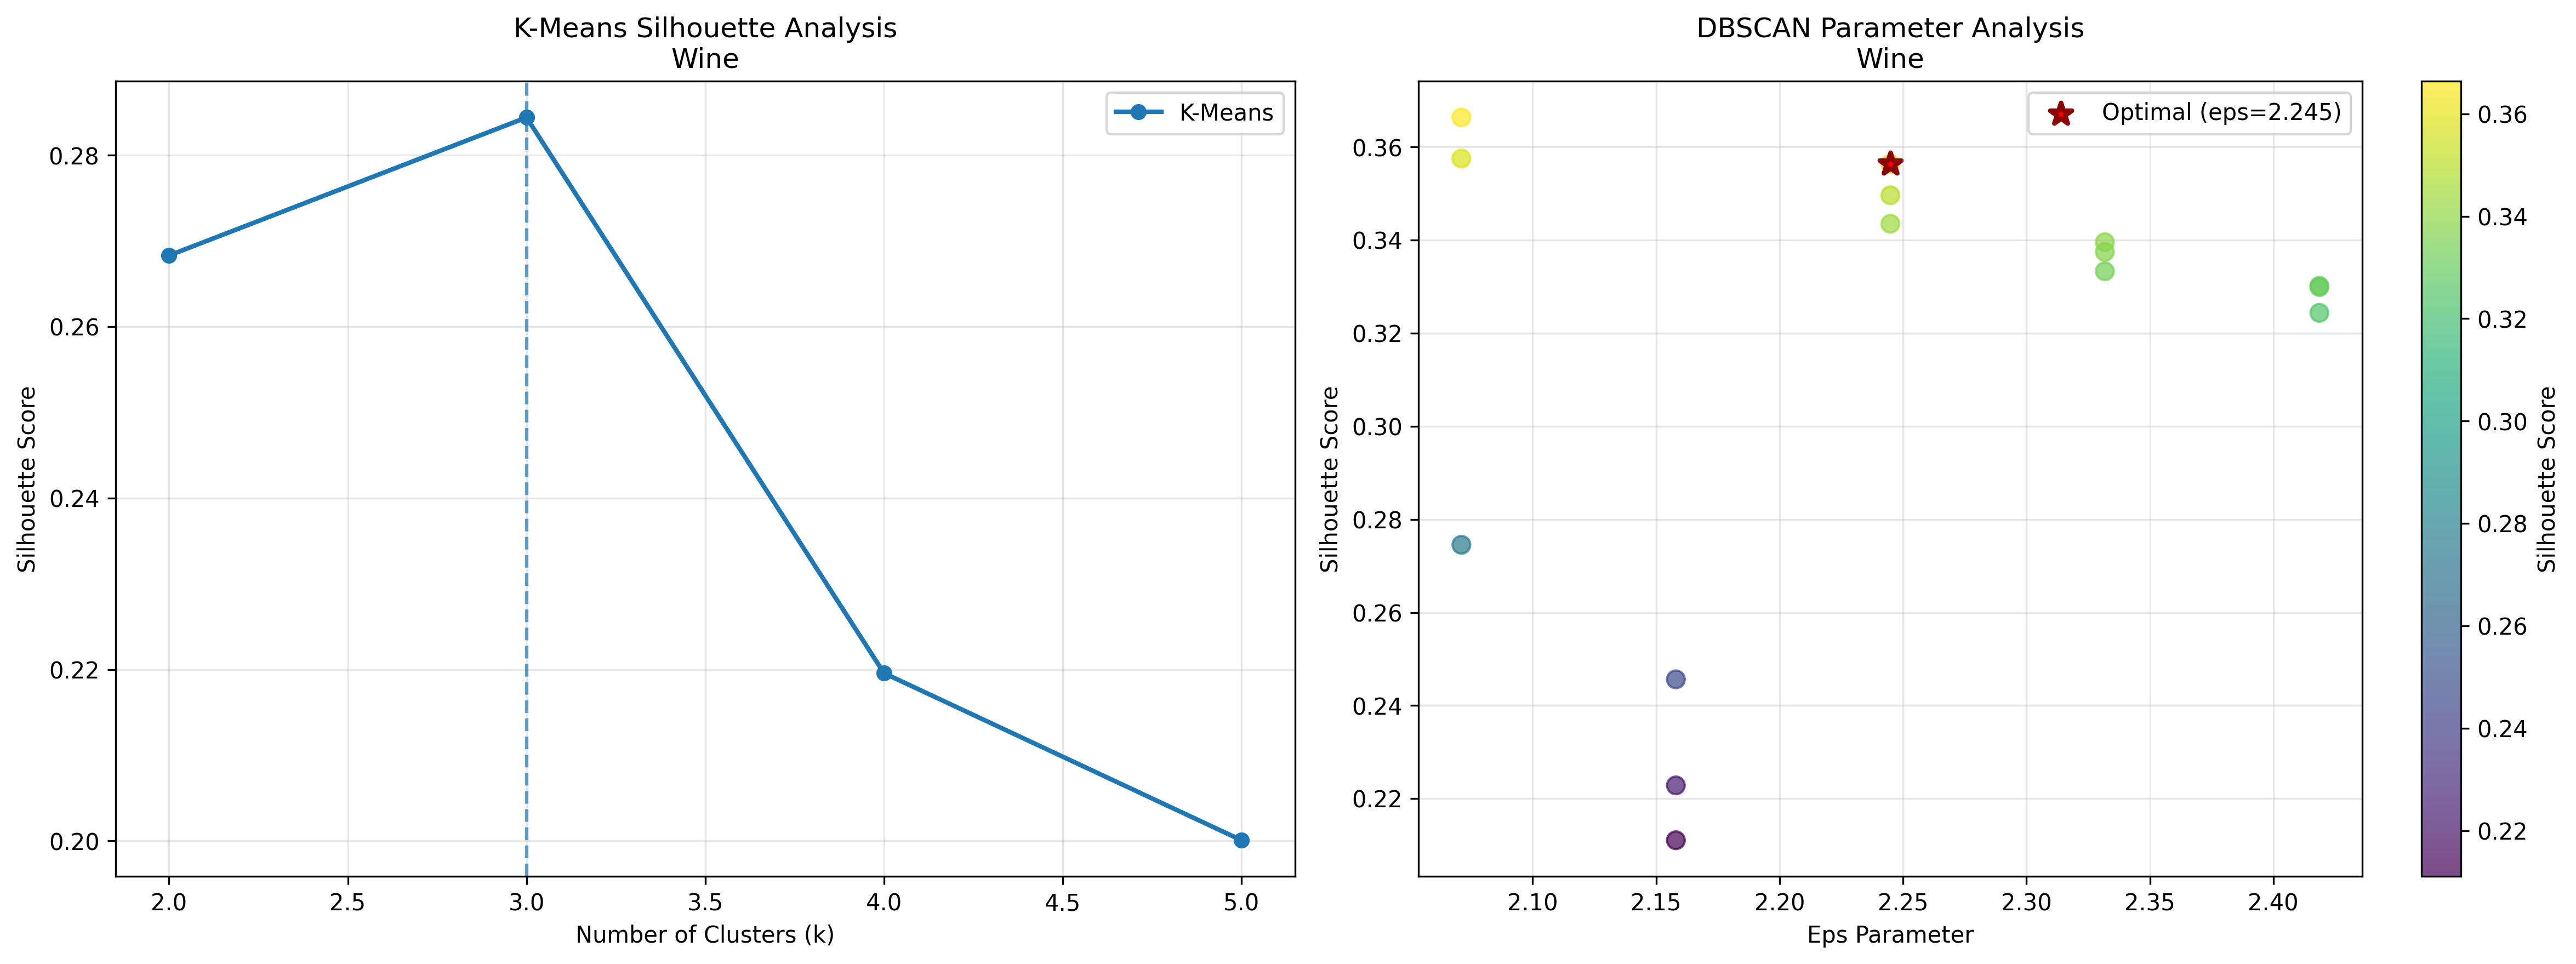 K-Means Silhouette Analysis
Wine
K-Means
0.28
0.26
0.24
0.22
0.20
Silhouette Score
2.0 2.5 3.0 3.5 4.0 4.5 5.0
Number of Clusters (k)
DBSCAN Parameter Analysis
Wine
Optimal (eps=2.245)
0.36
0.34
0.32
0.30
0.28
0.26
0.24
0.22
Silhouette Score
2.10 2.15 2.20 2.25 2.30 2.35 2.40
Eps Parameter
0.36
0.34
0.32
0.30
0.28
0.26
0.24
0.22
Silhouette Score